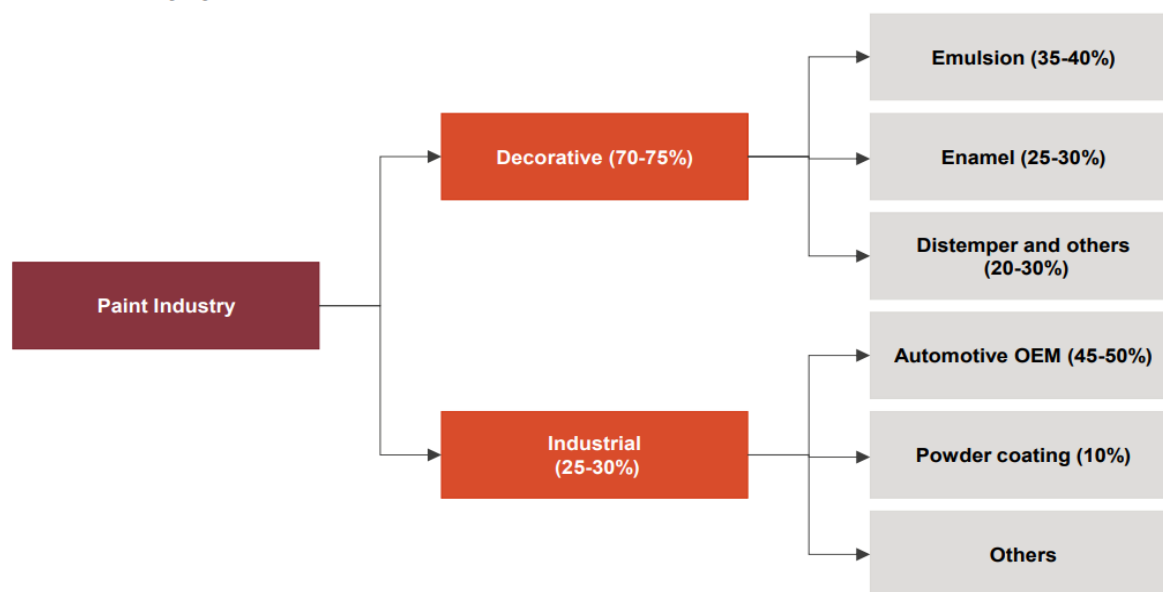 Paint Industry
Decorative (70-75%)
Industrial
(25-30%)
Emulsion (35-40%)
Enamel (25-30%)
Distemper and others
(20-30%)
Automotive OEM (45-50%)
Powder coating (10%)
Others